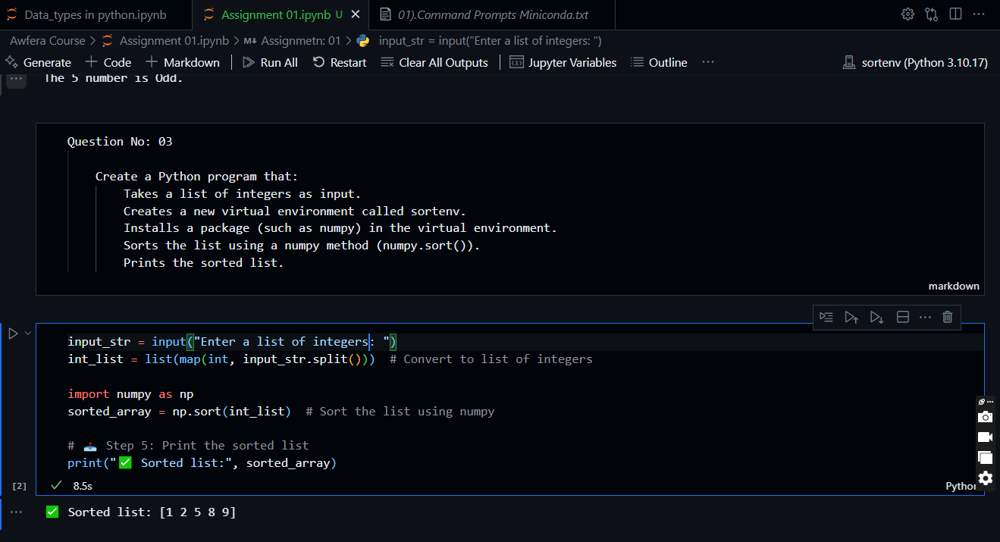 Data_types in python.ipynb
Assignment 01.ipynb U
01).Command Prompts Miniconda.txt
Awfera Course > Assignment 01.ipynb > M↓ Assignmetn: 01 > input_str = input("Enter a list of integers: ")
Generate + Code + Markdown Run All Restart Clear All Outputs Jupyter Variables Outline ... sortenv (Python 3.10.17)
The 5 number is Odd.
Question No: 03
Create a Python program that:
Takes a list of integers as input.
Creates a new virtual environment called sortenv.
Installs a package (such as numpy) in the virtual environment.
Sorts the list using a numpy method (numpy.sort()).
Prints the sorted list.
markdown
input_str = input("Enter a list of integers: ")
int_list = list(map(int, input_str.split())) # Convert to list of integers
import numpy as np
sorted_array = np.sort(int_list) # Sort the list using numpy
# 📤 Step 5: Print the sorted list
print("✅ Sorted list:", sorted_array)
[2] ✓ 8.5s
Python
✅ Sorted list: [1 2 5 8 9]